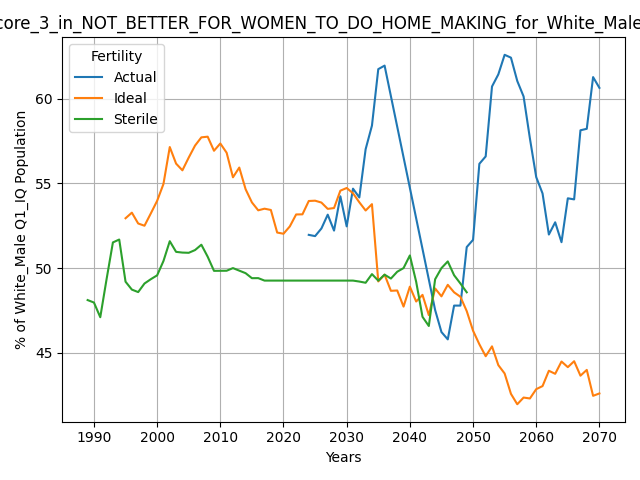 core_3_in_NOT_BETTER_FOR_WOMEN_TO_DO_HOME_MAKING_for_White_Male
Fertility
Actual
Ideal
Sterile
% of White_Male Q1_IQ Population
60
55
50
45
1990 2000 2010 2020 2030 2040 2050 2060 2070
Years